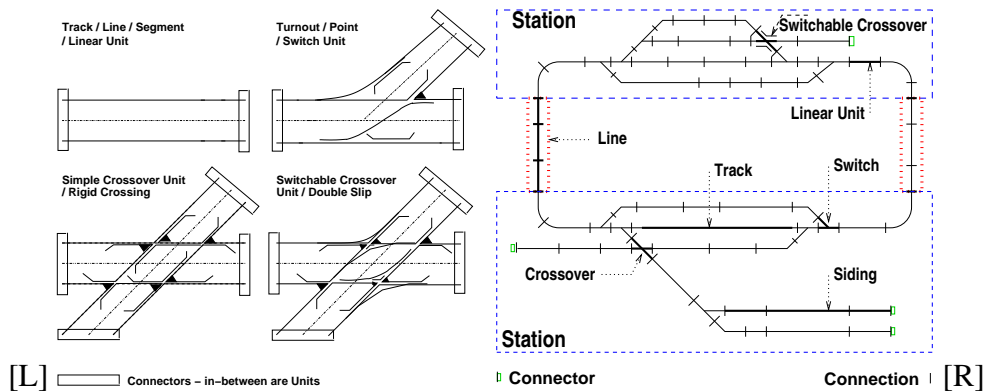 Track / Line / Segment
/ Linear Unit
Turnout / Point
/ Switch Unit
Simple Crossover Unit
/ Rigid Crossing
Switchable Crossover
Unit / Double Slip
[L]
Connectors – in-between are Units
Station
Switchable Crossover
Linear Unit
Line
Track
Switch
Crossover
Siding
Station
Connector
Connection
[R]